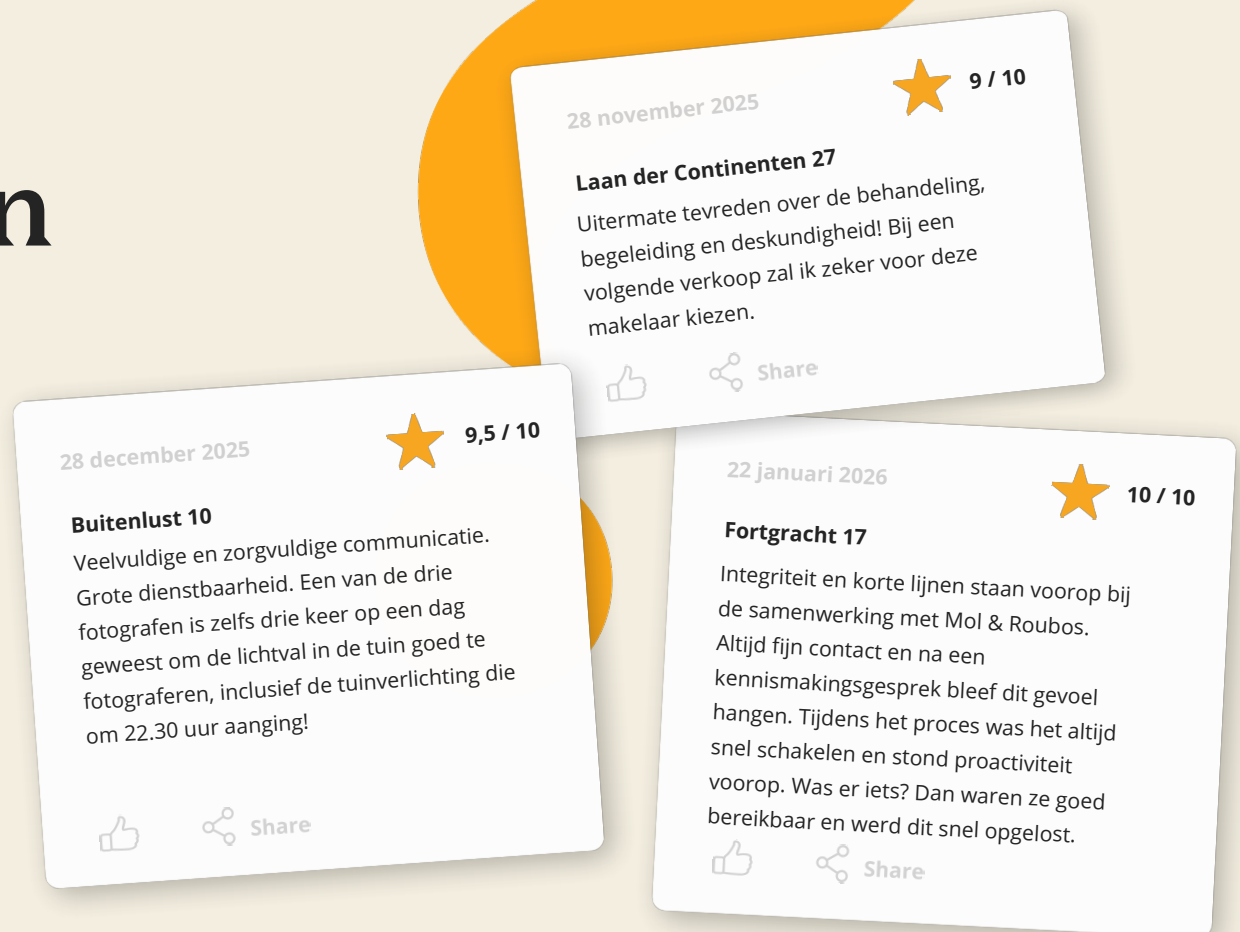 n
28 november 2025
9 / 10
Laan der Continenten 27
Uitermate tevreden over de behandeling,
begeleiding en deskundigheid! Bij een
volgende verkoop zal ik zeker voor deze
makelaar kiezen.
Share
28 december 2025
9,5 / 10
Buitenlust 10
Veelvuldige en zorgvuldige communicatie.
Grote dienstbaarheid. Een van de drie
fotografen is zelfs drie keer op een dag
geweest om de lichtval in de tuin goed te
fotograferen, inclusief de tuinverlichting die
om 22.30 uur aanging!
Share
22 januari 2026
10 / 10
Fortgracht 17
Integriteit en korte lijnen staan voorop bij
de samenwerking met Mol & Roubos.
Altijd fijn contact en na een
kennismakingsgesprek bleef dit gevoel
hangen. Tijdens het proces was het altijd
snel schakelen en stond proactiviteit
voorop. Was er iets? Dan waren ze goed
bereikbaar en werd dit snel opgelost.
Share